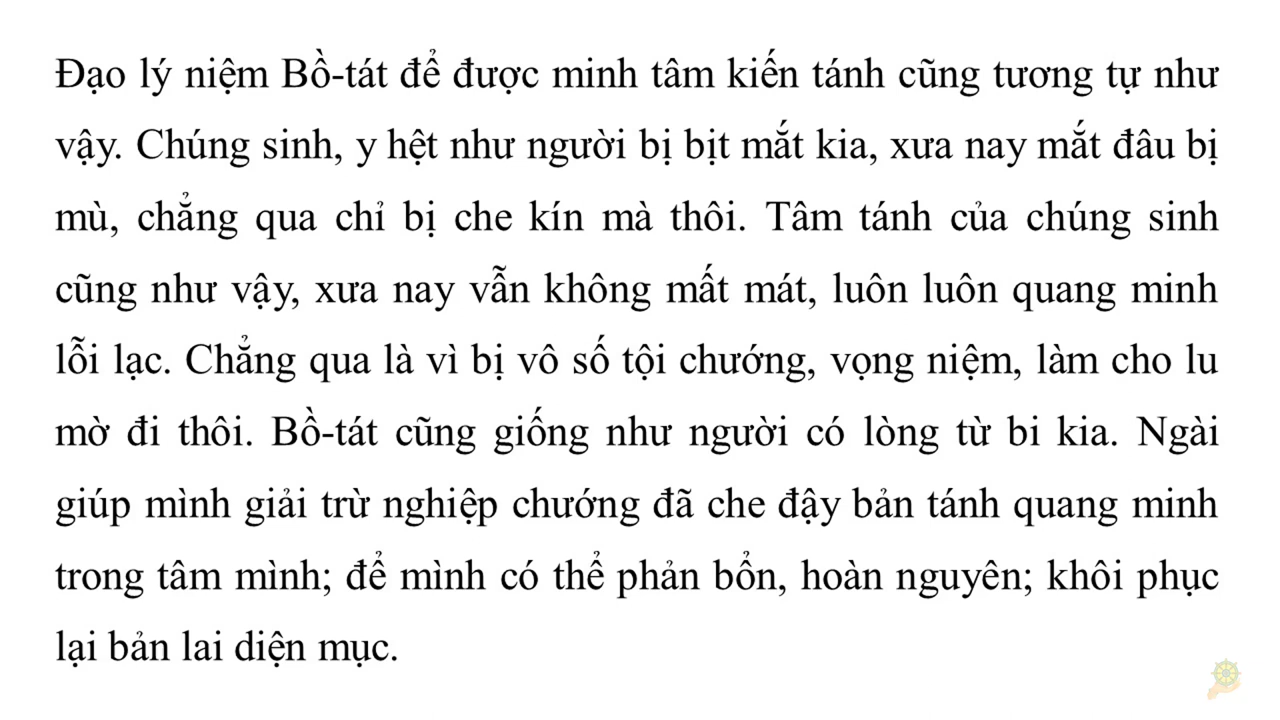 Đạo lý niệm Bồ-tát để được minh tâm kiến tánh cũng tương tự như
vậy. Chúng sinh, y hệt như người bị bịt mắt kia, xưa nay mắt đâu bị
mù, chẳng qua chỉ bị che kín mà thôi. Tâm tánh của chúng sinh
cũng như vậy, xưa nay vẫn không mất mát, luôn luôn quang minh
lỗi lạc. Chẳng qua là vì bị vô số tội chướng, vọng niệm, làm cho lu
mờ đi thôi. Bồ-tát cũng giống như người có lòng từ bi kia. Ngài
giúp mình giải trừ nghiệp chướng đã che đậy bản tánh quang minh
trong tâm mình; để mình có thể phản bổn, hoàn nguyên; khôi phục
lại bản lai diện mục.